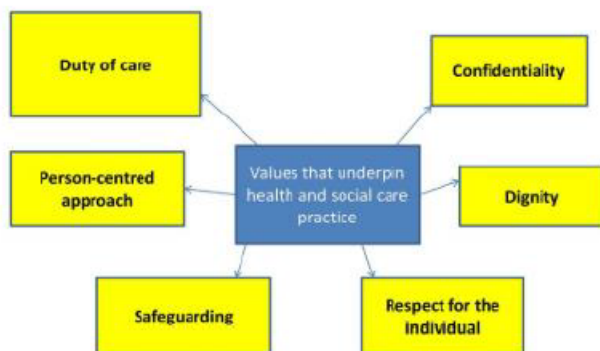 Duty of care
Confidentiality
Values that underpin
health and social care
practice
Person-centred
approach
Dignity
Safeguarding
Respect for the
individual